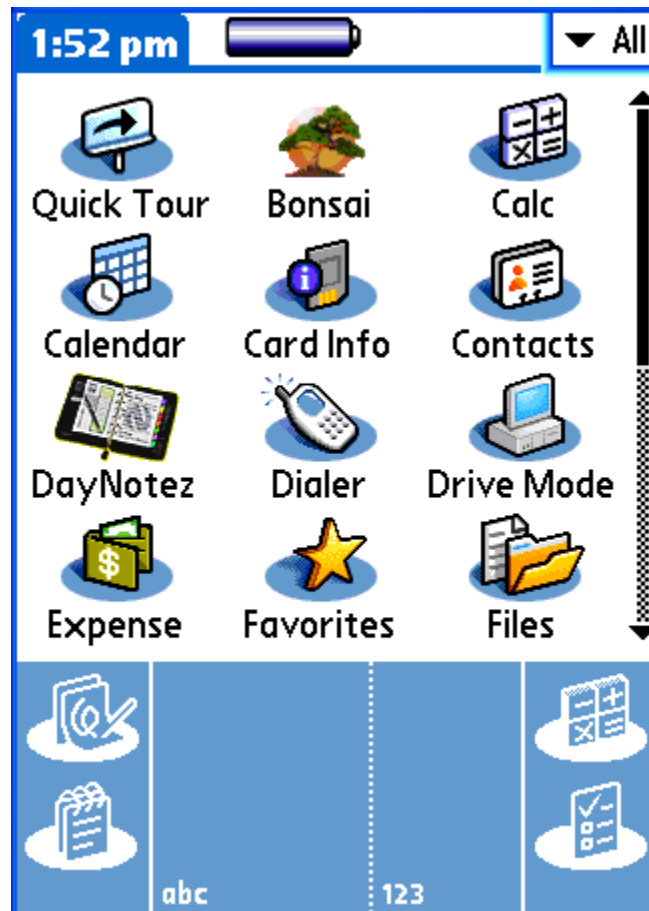 1:52 pm All
Quick Tour Bonsai Calc
Calendar Card Info Contacts
DayNotez Dialer Drive Mode
Expense Favorites Files
abc 123